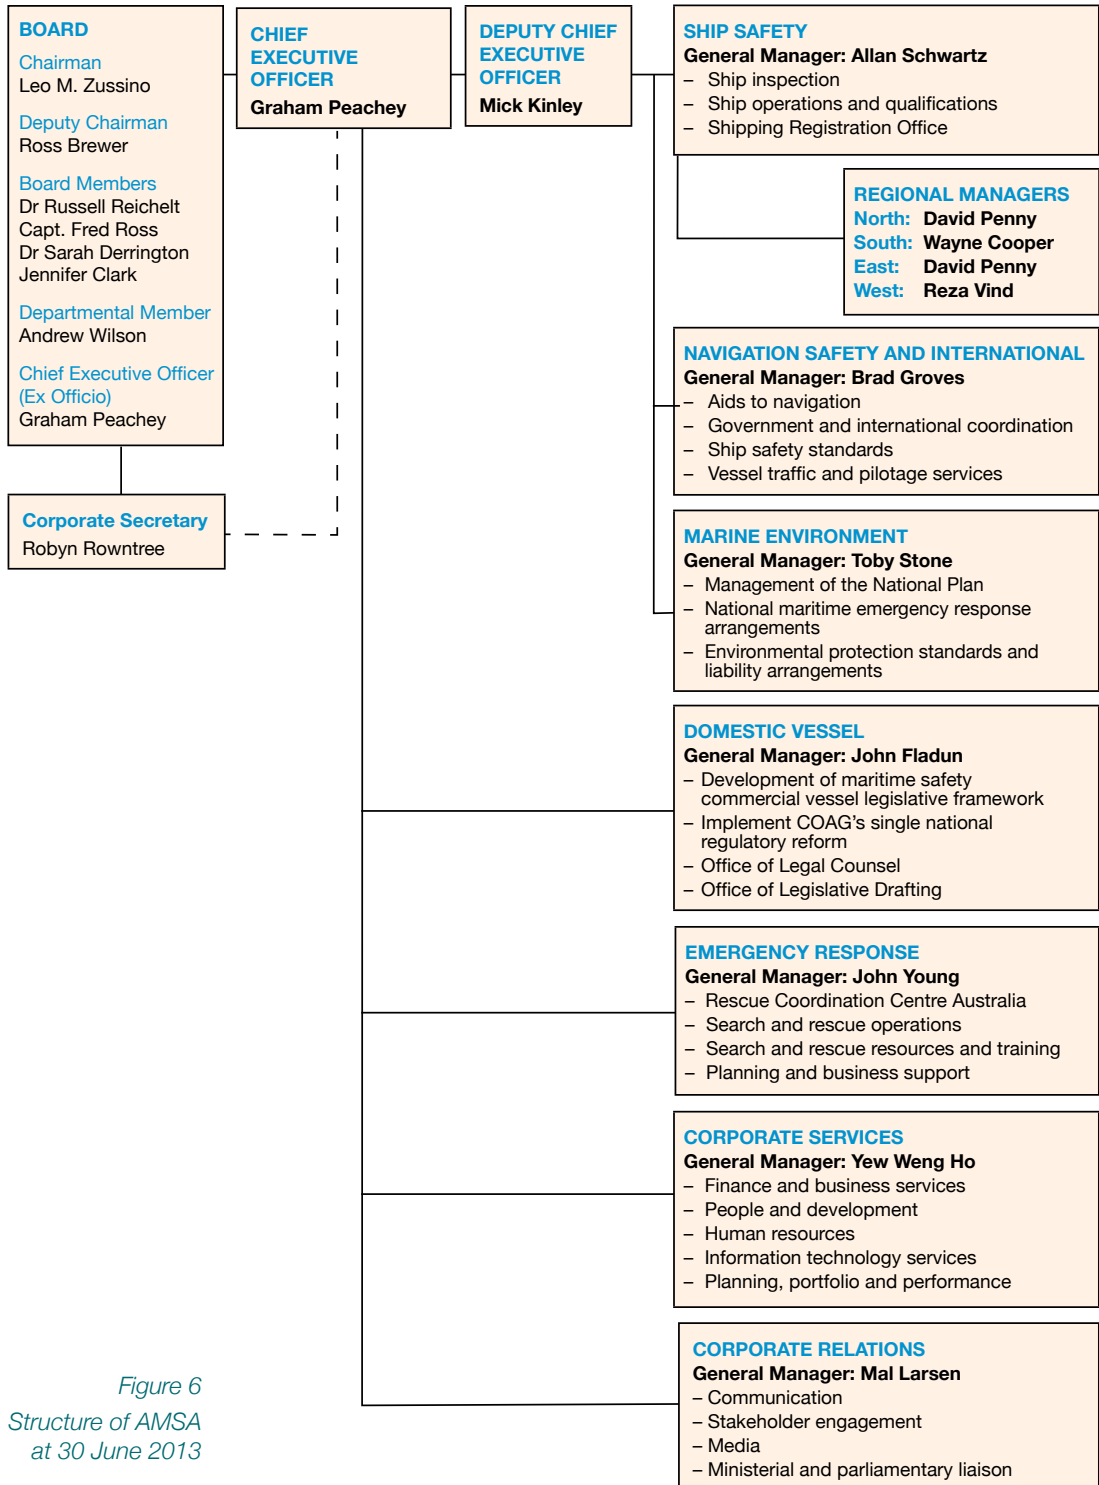 BOARD
Chairman
Leo M. Zussino
Deputy Chairman
Ross Brewer
Board Members
Dr Russell Reichelt
Capt. Fred Ross
Dr Sarah Derrington
Jennifer Clark
Departmental Member
Andrew Wilson
Chief Executive Officer
(Ex Officio)
Graham Peachey
Corporate Secretary
Robyn Rowntree
CHIEF
EXECUTIVE
OFFICER
Graham Peachey
DEPUTY CHIEF
EXECUTIVE
OFFICER
Mick Kinley
SHIP SAFETY
General Manager: Allan Schwartz
– Ship inspection
– Ship operations and qualifications
– Shipping Registration Office
REGIONAL MANAGERS
North: David Penny
South: Wayne Cooper
East: David Penny
West: Reza Vind
NAVIGATION SAFETY AND INTERNATIONAL
General Manager: Brad Groves
– Aids to navigation
– Government and international coordination
– Ship safety standards
– Vessel traffic and pilotage services
MARINE ENVIRONMENT
General Manager: Toby Stone
– Management of the National Plan
– National maritime emergency response
arrangements
– Environmental protection standards and
liability arrangements
DOMESTIC VESSEL
General Manager: John Fladun
– Development of maritime safety
commercial vessel legislative framework
– Implement COAG's single national
regulatory reform
– Office of Legal Counsel
– Office of Legislative Drafting
EMERGENCY RESPONSE
General Manager: John Young
– Rescue Coordination Centre Australia
– Search and rescue operations
– Search and rescue resources and training
– Planning and business support
CORPORATE SERVICES
General Manager: Yew Weng Ho
– Finance and business services
– People and development
– Human resources
– Information technology services
– Planning, portfolio and performance
CORPORATE RELATIONS
General Manager: Mal Larsen
– Communication
– Stakeholder engagement
– Media
– Ministerial and parliamentary liaison
Figure 6
Structure of AMSA
at 30 June 2013